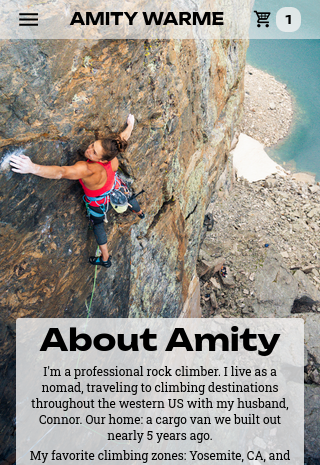 AMITY WARME
1
About Amity
I'm a professional rock climber. I live as a
nomad, traveling to climbing destinations
throughout the western US with my husband,
Connor. Our home: a cargo van we built out
nearly 5 years ago.
My favorite climbing zones: Yosemite, CA, and